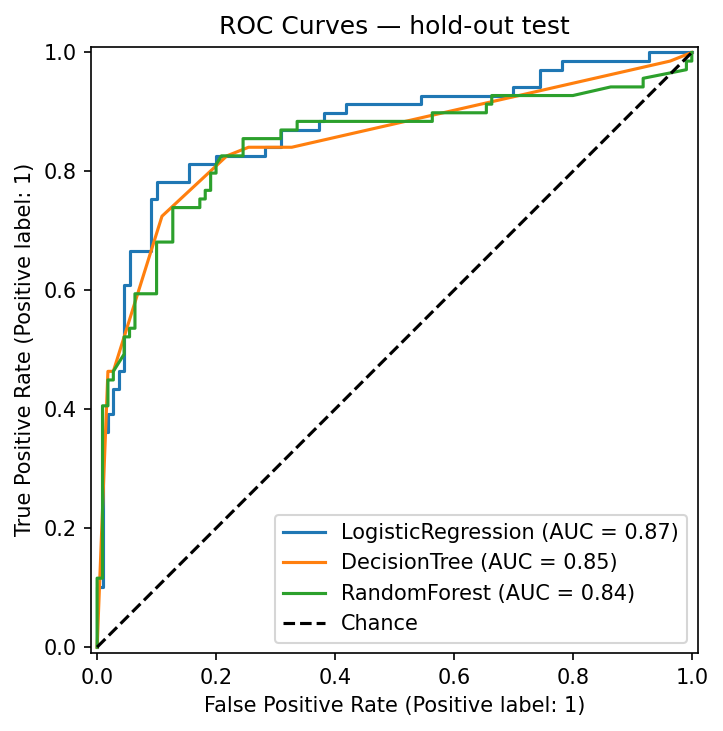 ROC Curves — hold-out test
1.0
0.8
0.6
0.4
0.2
0.0
True Positive Rate (Positive label: 1)
LogisticRegression (AUC = 0.87)
DecisionTree (AUC = 0.85)
RandomForest (AUC = 0.84)
Chance
0.0 0.2 0.4 0.6 0.8 1.0
False Positive Rate (Positive label: 1)